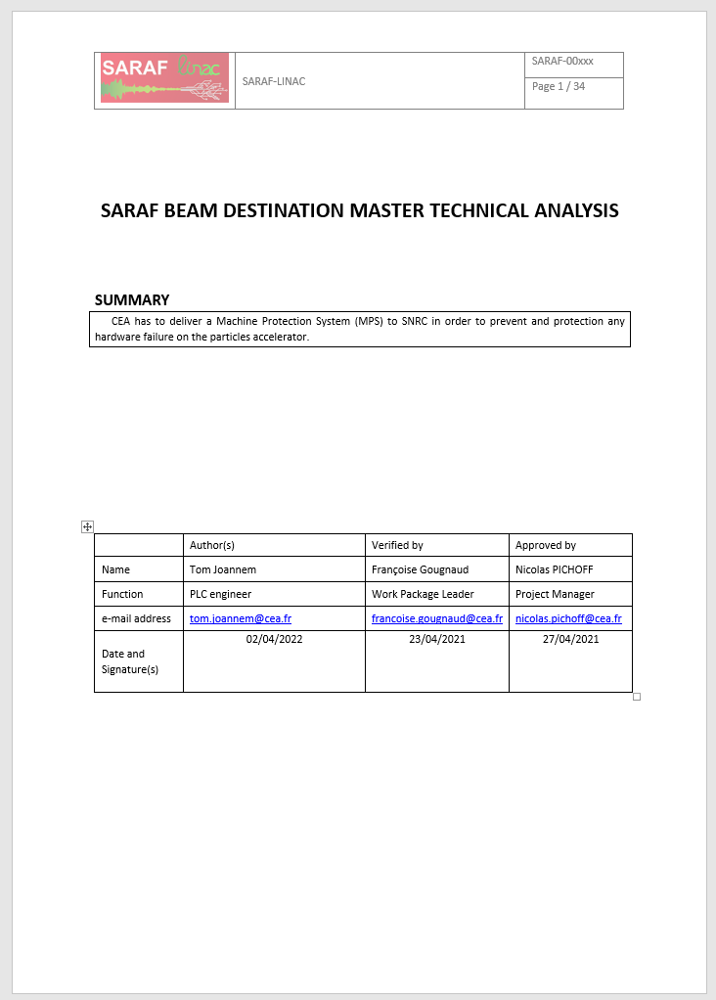 SARAF linac
SARAF-LINAC
SARAF-00xxx
Page 1 / 34
SARAF BEAM DESTINATION MASTER TECHNICAL ANALYSIS
SUMMARY
CEA has to deliver a Machine Protection System (MPS) to SNRC in order to prevent and protection any
hardware failure on the particles accelerator.
Author(s) Verified by Approved by
Name Tom Joannem Françoise Gougnaud Nicolas PICHOFF
Function PLC engineer Work Package Leader Project Manager
e-mail address tom.joannem@cea.fr francoise.gougnaud@cea.fr nicolas.pichoff@cea.fr
02/04/2022 23/04/2021 27/04/2021
Date and
Signature(s)